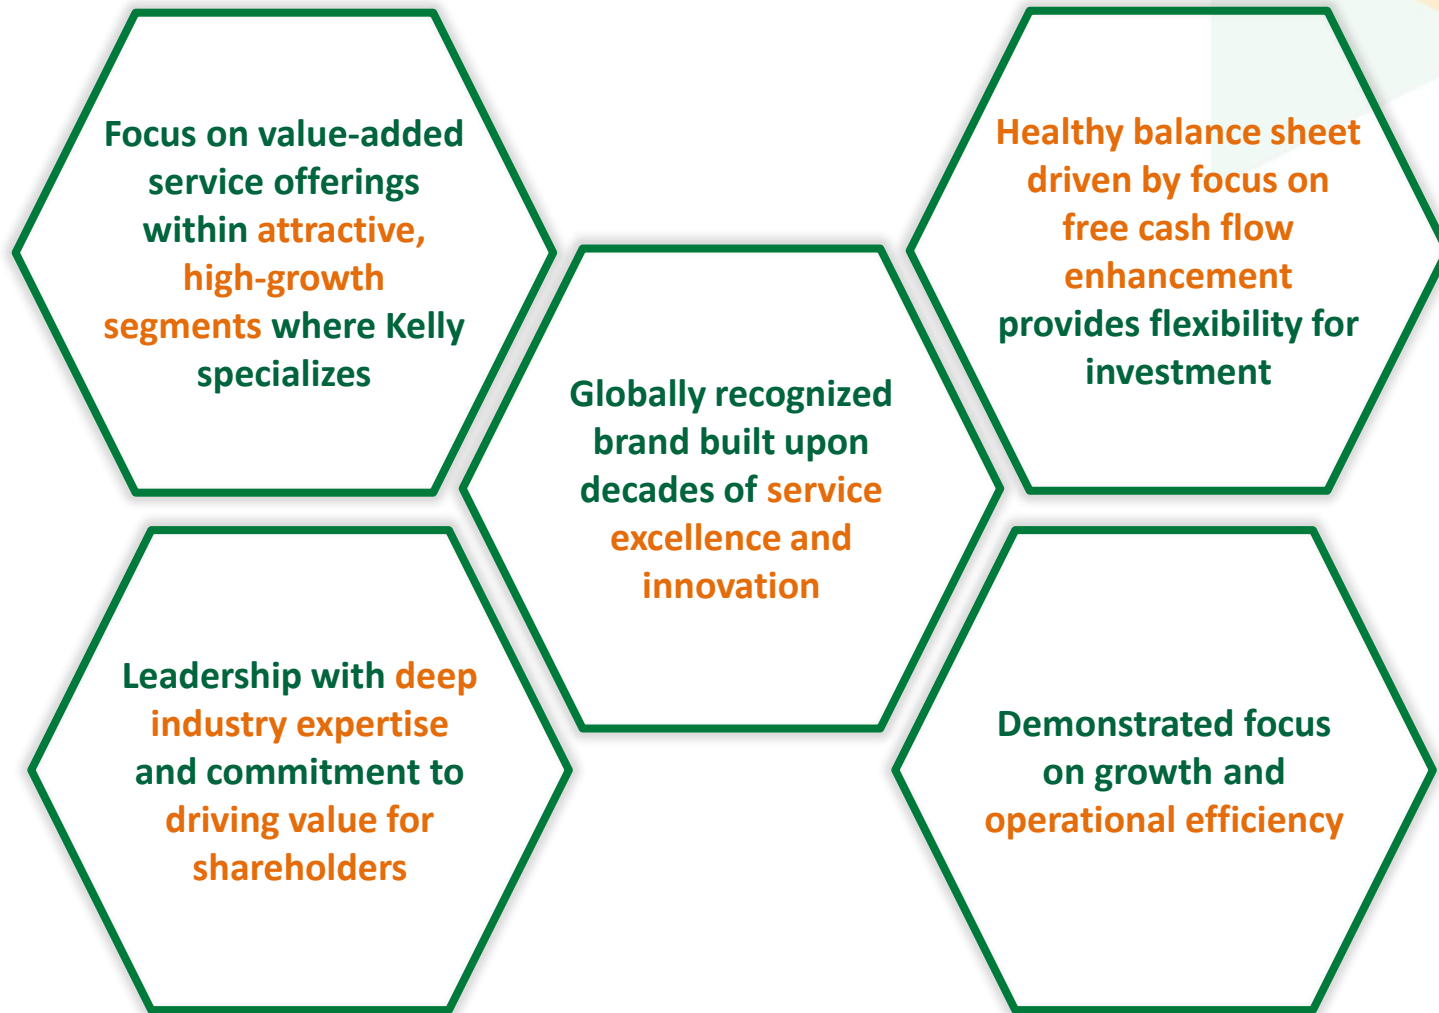 Focus on value-added
service offerings
within attractive,
high-growth
segments where Kelly
specializes
Healthy balance sheet
driven by focus on
free cash flow
enhancement
provides flexibility for
investment
Globally recognized
brand built upon
decades of service
excellence and
innovation
Leadership with deep
industry expertise
and commitment to
driving value for
shareholders
Demonstrated focus
on growth and
operational efficiency